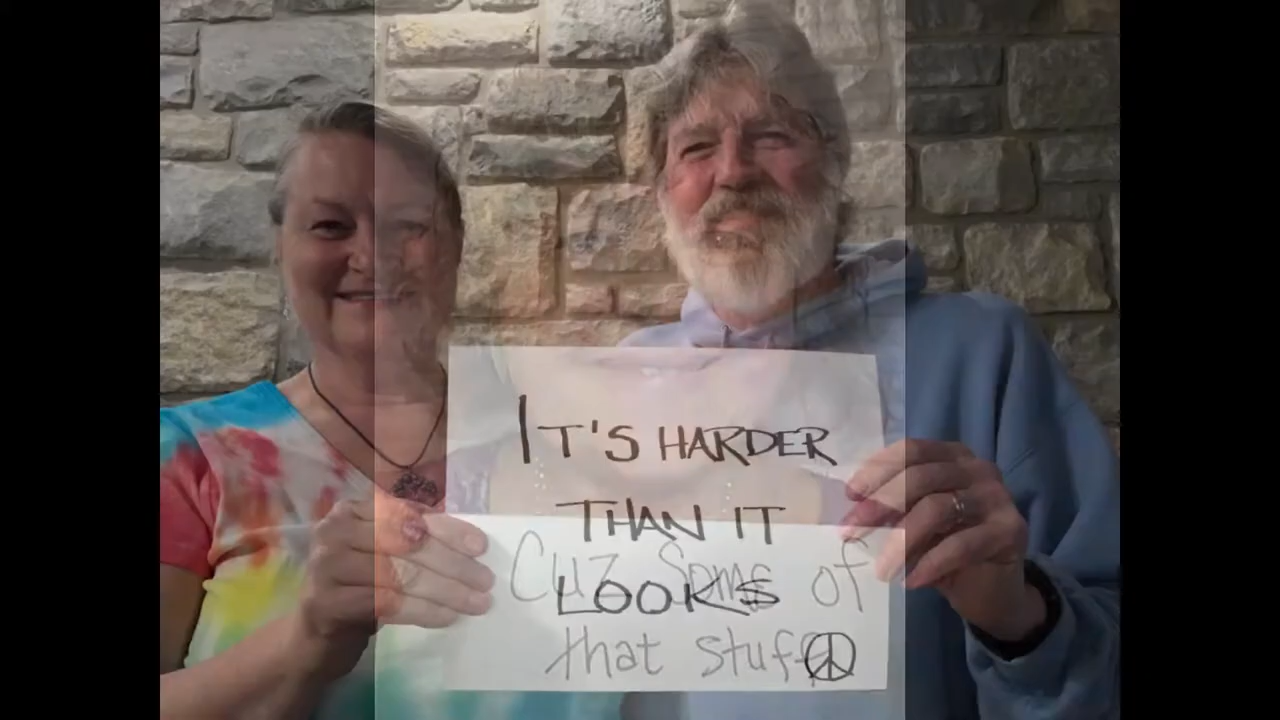 IT'S HARDER
THAN IT
LOOKS
Cuz Some of
that stuff